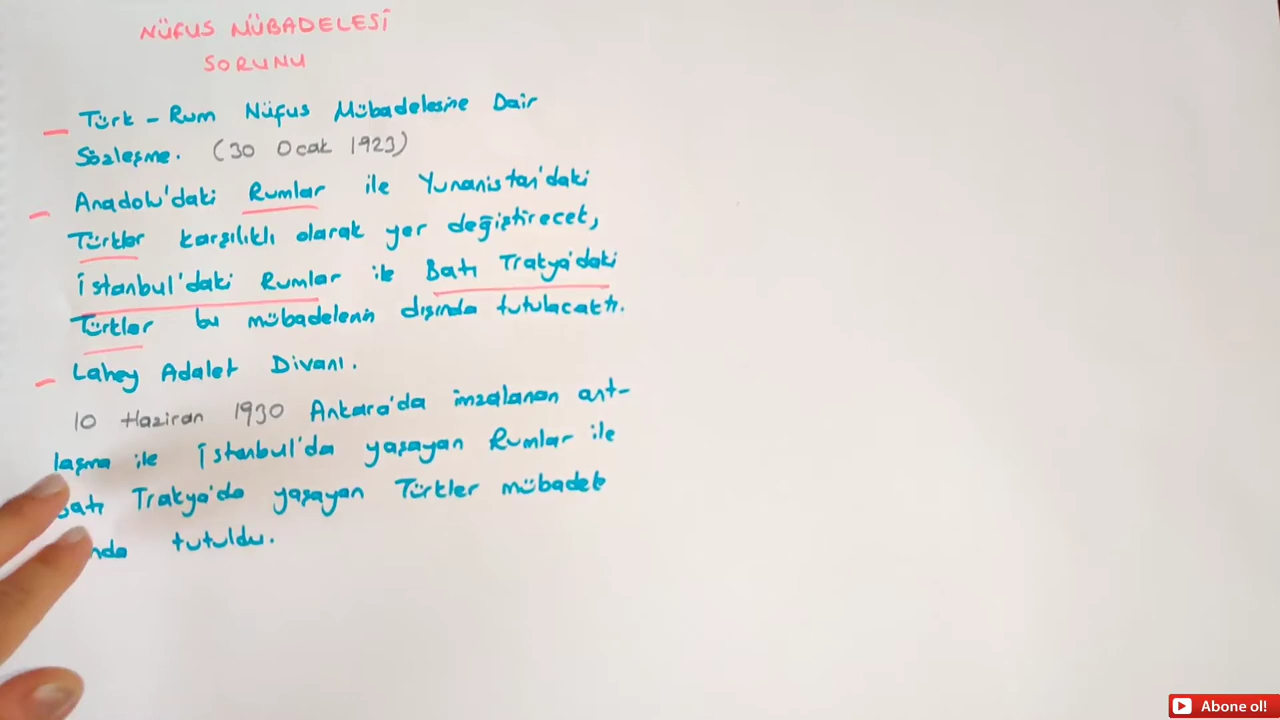 NÜFUS MÜBADELESİ
SORUNU
- Türk - Rum Nüfus Mübadelesine Dair
Sözleşme. (30 Ocak 1923)
- Anadolu'daki Rumlar ile Yunanistan'daki
Türkler karşılıklı olarak yer değiştirecek,
İstanbul'daki Rumlar ile Batı Trakya'daki
Türkler bu mübadelenin dışında tutulacaktı.
- Lahey Adalet Divanı.
10 Haziran 1930 Ankara'da imzalanan ant-
laşma ile İstanbul'da yaşayan Rumlar ile
Batı Trakya'da yaşayan Türkler mübadele
nda tutuldu.
Abone ol!